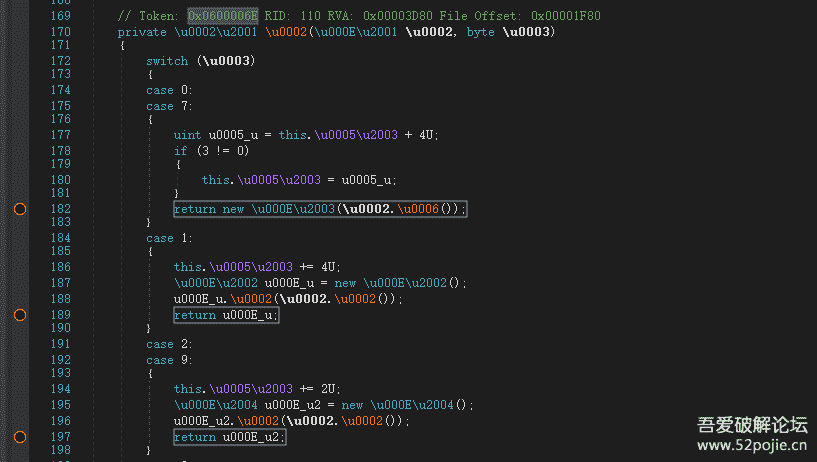 168
169 // Token: 0x0600006E RID: 110 RVA: 0x00003D80 File Offset: 0x00001F80
170 private \u0002\u2001 \u0002(\u000E\u2001 \u0002, byte \u0003)
171 {
172 switch (\u0003)
173 {
174 case 0:
175 case 7:
176 {
177 uint u0005_u = this.\u0005\u2003 + 4U;
178 if (3 != 0)
179 {
180 this.\u0005\u2003 = u0005_u;
181 }
182 return new \u000E\u2003(\u0002.\u0006());
183 }
184 case 1:
185 {
186 this.\u0005\u2003 += 4U;
187 \u000E\u2002 u000E_u = new \u000E\u2002();
188 u000E_u.\u0002(\u0002.\u0002());
189 return u000E_u;
190 }
191 case 2:
192 case 9:
193 {
194 this.\u0005\u2003 += 2U;
195 \u000E\u2004 u000E_u2 = new \u000E\u2004();
196 u000E_u2.\u0002(\u0002.\u0002());
197 return u000E_u2;
198 }
吾爱破解论坛
www.52pojie.cn